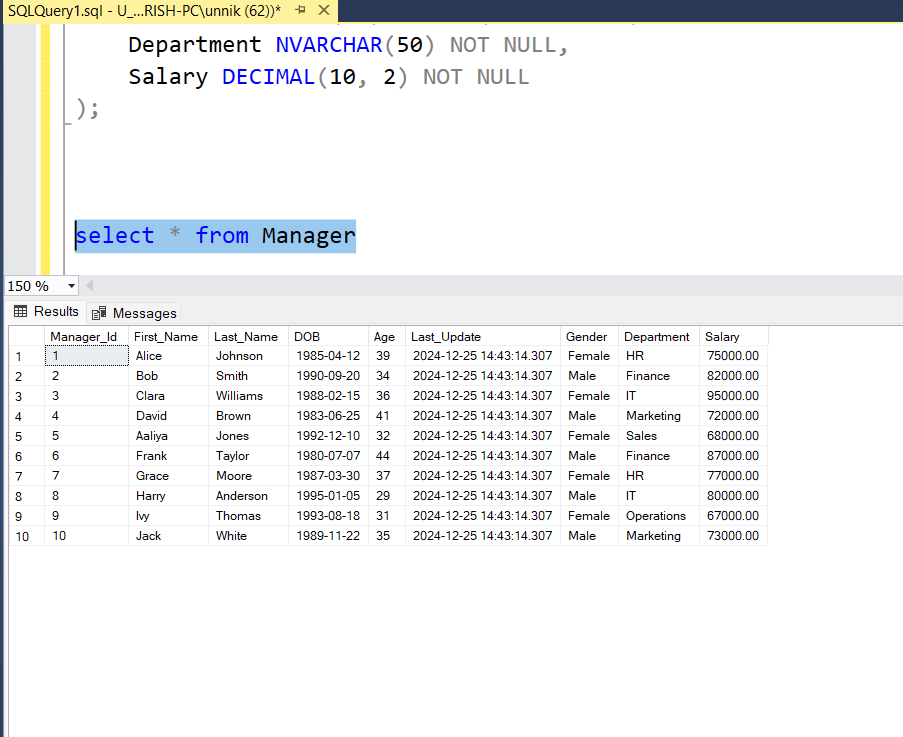 SQLQuery1.sql - U_...RISH-PC\unnik (62))*
Department NVARCHAR(50) NOT NULL,
Salary DECIMAL(10, 2) NOT NULL
);
select * from Manager
150 %
Results Messages
Manager_Id First_Name Last_Name DOB Age Last_Update Gender Department Salary
1 1 Alice Johnson 1985-04-12 39 2024-12-25 14:43:14.307 Female HR 75000.00
2 2 Bob Smith 1990-09-20 34 2024-12-25 14:43:14.307 Male Finance 82000.00
3 3 Clara Williams 1988-02-15 36 2024-12-25 14:43:14.307 Female IT 95000.00
4 4 David Brown 1983-06-25 41 2024-12-25 14:43:14.307 Male Marketing 72000.00
5 5 Aaliya Jones 1992-12-10 32 2024-12-25 14:43:14.307 Female Sales 68000.00
6 6 Frank Taylor 1980-07-07 44 2024-12-25 14:43:14.307 Male Finance 87000.00
7 7 Grace Moore 1987-03-30 37 2024-12-25 14:43:14.307 Female HR 77000.00
8 8 Harry Anderson 1995-01-05 29 2024-12-25 14:43:14.307 Male IT 80000.00
9 9 Ivy Thomas 1993-08-18 31 2024-12-25 14:43:14.307 Female Operations 67000.00
10 10 Jack White 1989-11-22 35 2024-12-25 14:43:14.307 Male Marketing 73000.00